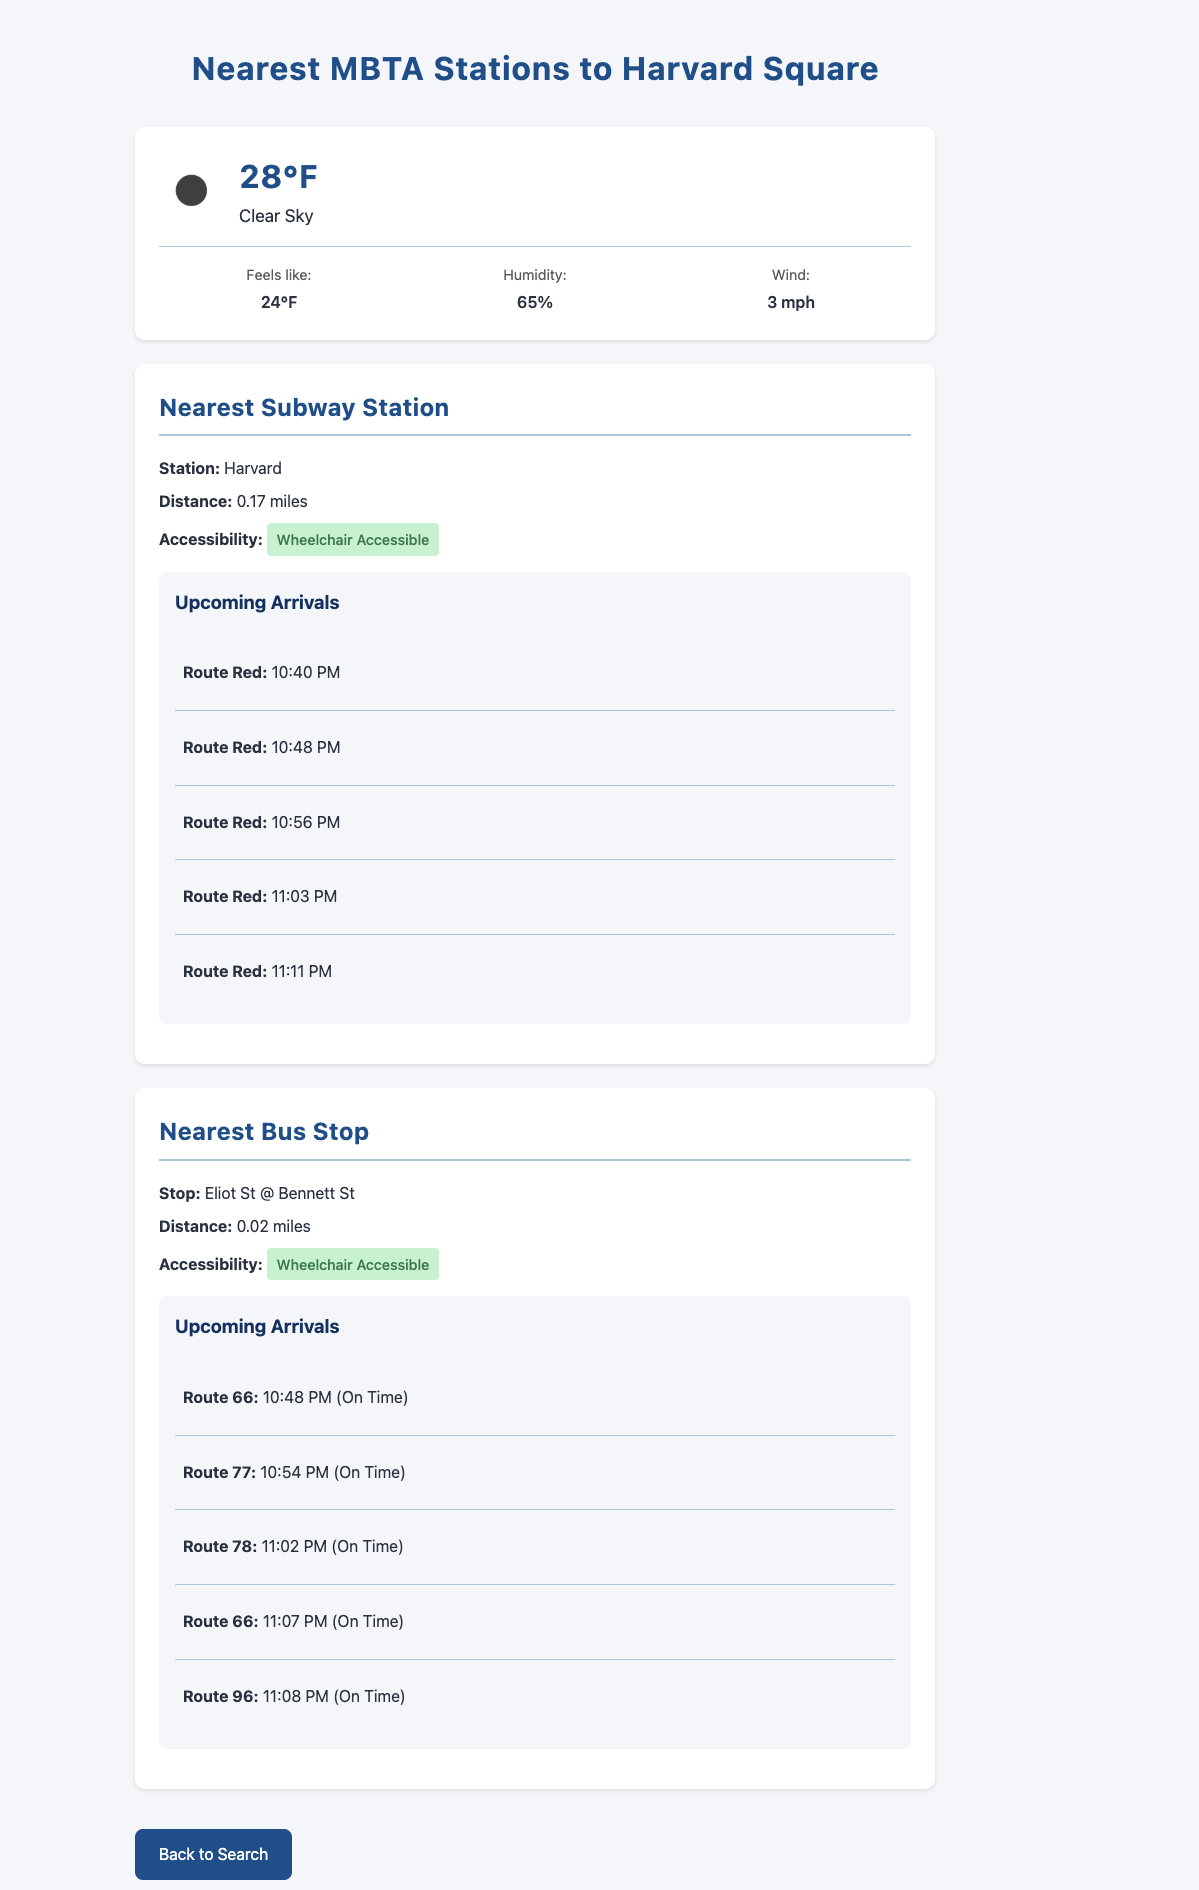 Nearest MBTA Stations to Harvard Square
28°F
Clear Sky
Feels like: Humidity: Wind:
24°F 65% 3 mph
Nearest Subway Station
Station: Harvard
Distance: 0.17 miles
Accessibility: Wheelchair Accessible
Upcoming Arrivals
Route Red: 10:40 PM
Route Red: 10:48 PM
Route Red: 10:56 PM
Route Red: 11:03 PM
Route Red: 11:11 PM
Nearest Bus Stop
Stop: Eliot St @ Bennett St
Distance: 0.02 miles
Accessibility: Wheelchair Accessible
Upcoming Arrivals
Route 66: 10:48 PM (On Time)
Route 77: 10:54 PM (On Time)
Route 78: 11:02 PM (On Time)
Route 66: 11:07 PM (On Time)
Route 96: 11:08 PM (On Time)
Back to Search